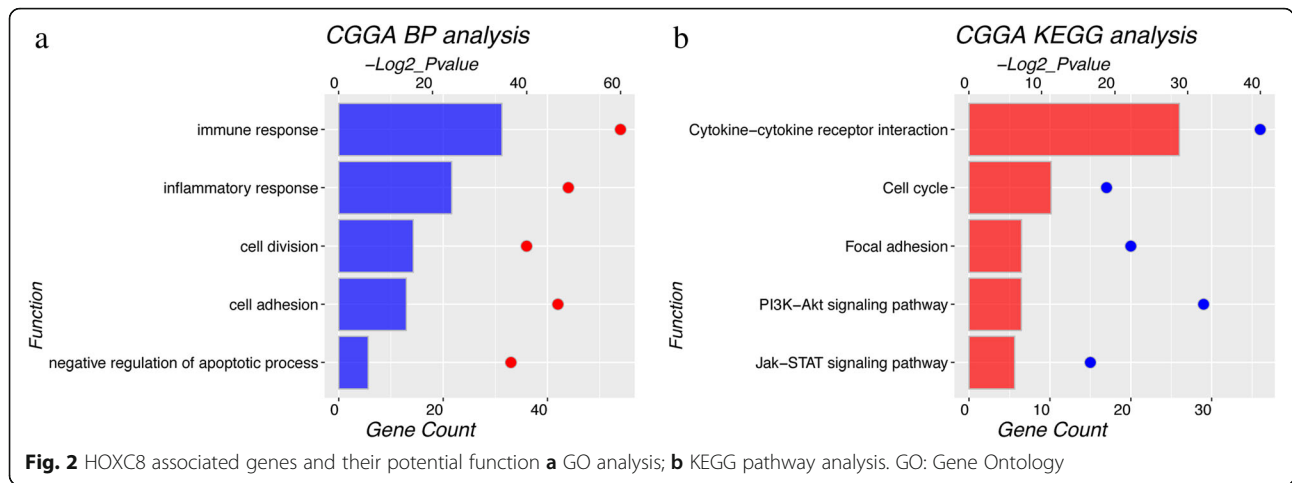 a
CGGA BP analysis
−Log2_Pvalue
0 20 40 60
immune response
inflammatory response
cell division
cell adhesion
negative regulation of apoptotic process
Function
0 20 40
Gene Count
b
CGGA KEGG analysis
−Log2_Pvalue
0 10 20 30 40
Cytokine−cytokine receptor interaction
Cell cycle
Focal adhesion
PI3K−Akt signaling pathway
Jak−STAT signaling pathway
Function
0 10 20 30
Gene Count
Fig. 2 HOXC8 associated genes and their potential function a GO analysis; b KEGG pathway analysis. GO: Gene Ontology